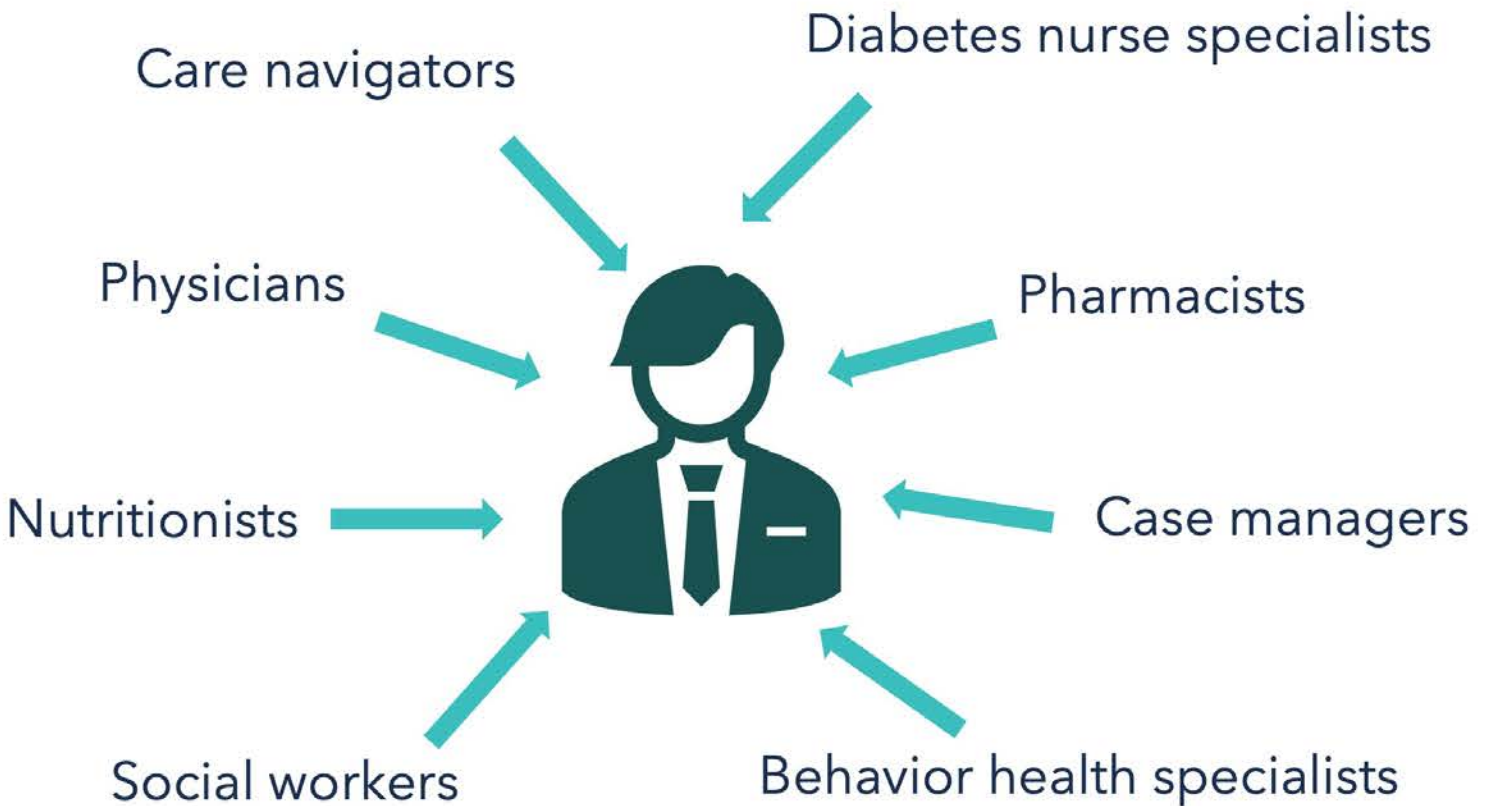 Care navigators
Diabetes nurse specialists
Physicians
Pharmacists
Nutritionists
Case managers
Social workers
Behavior health specialists